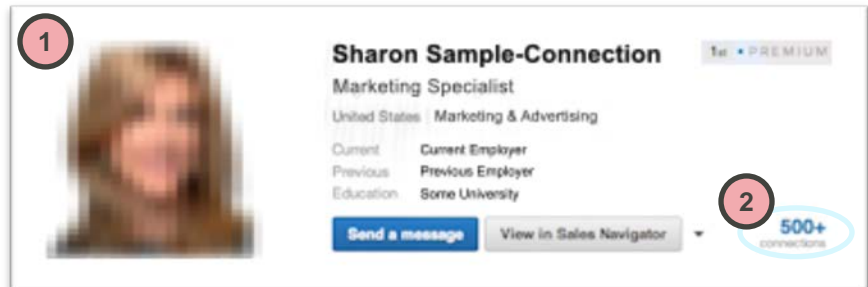 1
Sharon Sample-Connection
1st • PREMIUM
Marketing Specialist
United States | Marketing & Advertising
Current Current Employer
Previous Previous Employer
Education Some University
2
Send a message
View in Sales Navigator
500+
connections